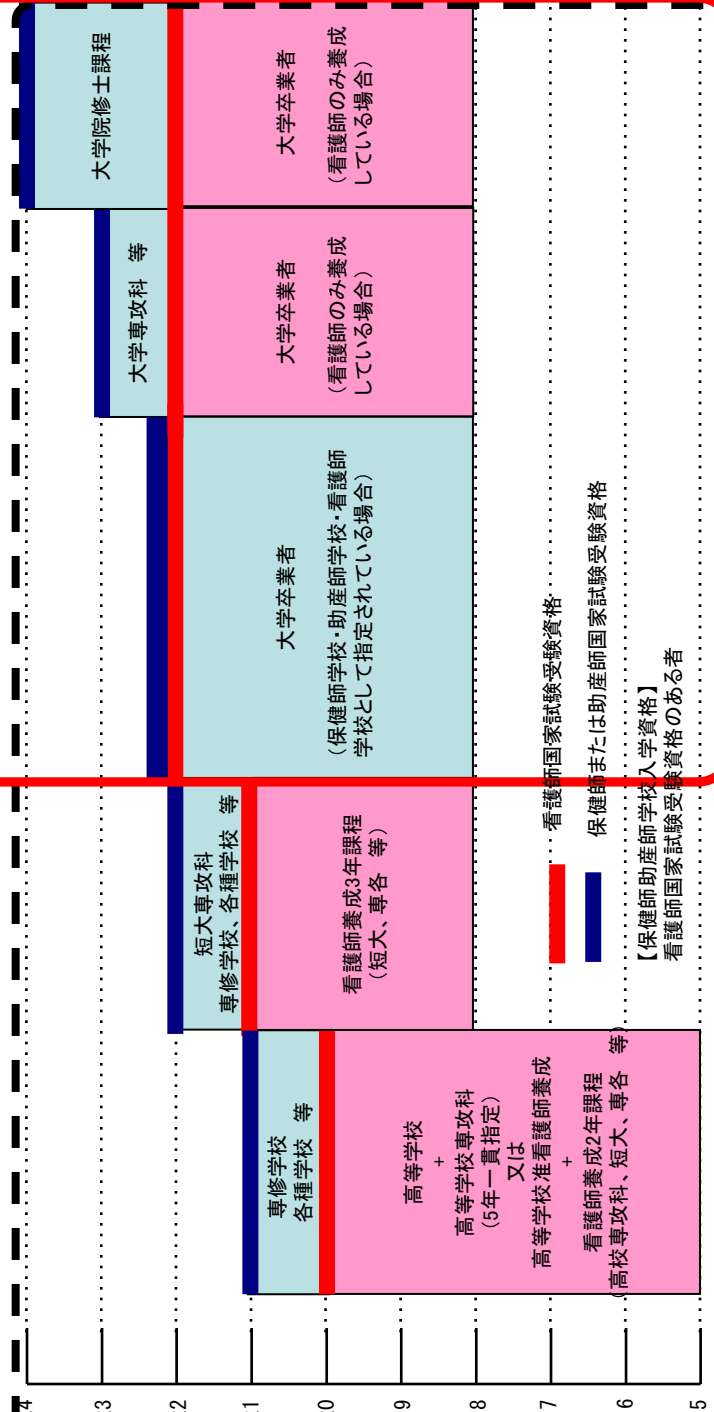 4
3
2
1
0
9
8
7
6
5
専修学校
各種学校 等
高等学校
+
高等学校専攻科
(5年一貫指定)
又は
高等学校准看護師養成
+
看護師養成2年課程
(高校専攻科、短大、専各 等)
短大専攻科
専修学校、各種学校 等
看護師養成3年課程
(短大、専各 等)
大学卒業者
(保健師学校・助産師学校・看護師
学校として指定されている場合)
大学専攻科 等
大学卒業者
(看護師のみ養成
している場合)
大学院修士課程
大学卒業者
(看護師のみ養成
している場合)
看護師国家試験受験資格
保健師または助産師国家試験受験資格
【保健師助産師学校入学資格】
看護師国家試験受験資格のある者